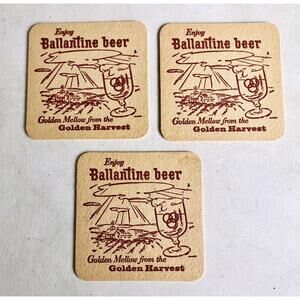 Enjoy
Ballantine beer
Golden Mellow from the
Golden Harvest
Enjoy
Ballantine beer
Golden Mellow from the
Golden Harvest
Enjoy
Ballantine beer
Golden Mellow from the
Golden Harvest